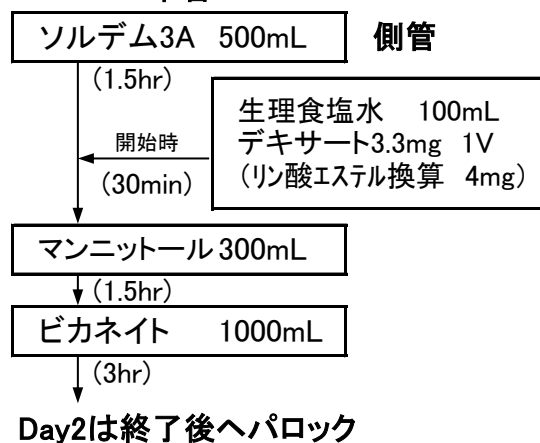 ソルデム3A 500mL
側管
(1.5hr)
生理食塩水 100mL
デキサート3.3mg 1V
(リン酸エステル換算 4mg)
開始時
(30min)
マンニットール 300mL
(1.5hr)
ビカネイト 1000mL
(3hr)
Day2は終了後ヘパロック